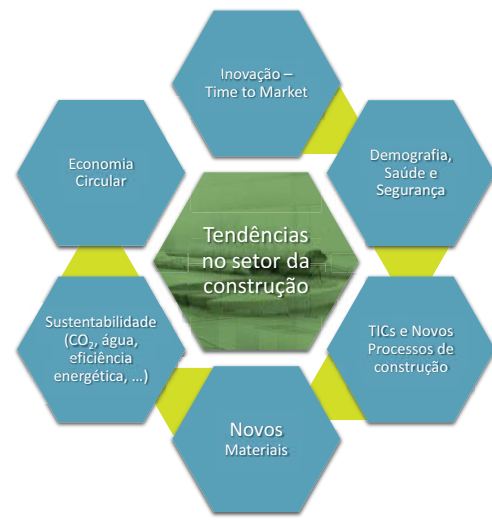 Inovação –
Time to Market
Economia
Circular
Demografia,
Saúde e
Segurança
Tendências
no setor da
construção
Sustentabilidade
(CO₂, água,
eficiência
energética, ...)
TICs e Novos
Processos de
construção
Novos
Materiais